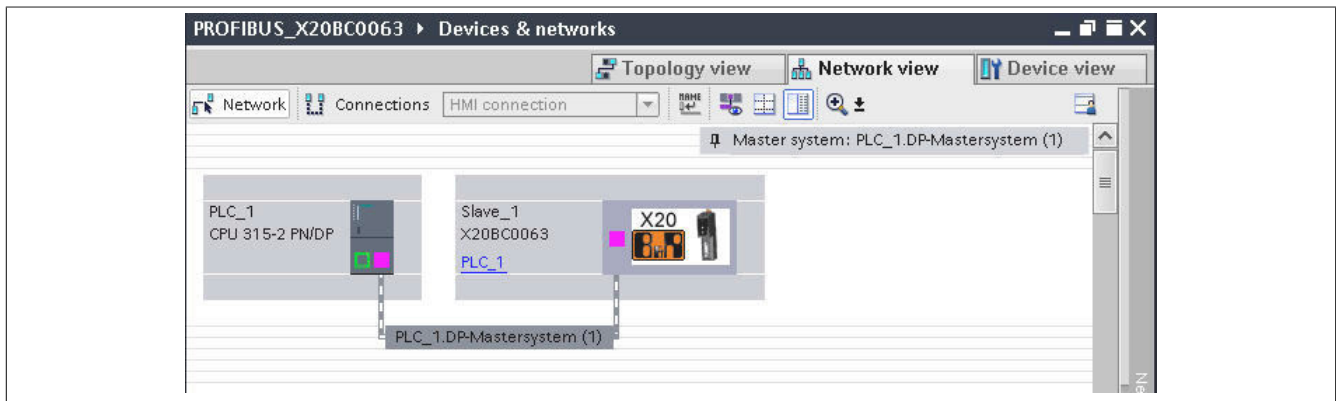 PROFIBUS_X20BC0063 ▸ Devices & networks
Topology view Network view Device view
Network Connections HMI connection
Master system: PLC_1.DP-Mastersystem (1)
PLC_1
CPU 315-2 PN/DP
Slave_1
X20BC0063
PLC_1
X20
B&R
PLC_1.DP-Mastersystem (1)